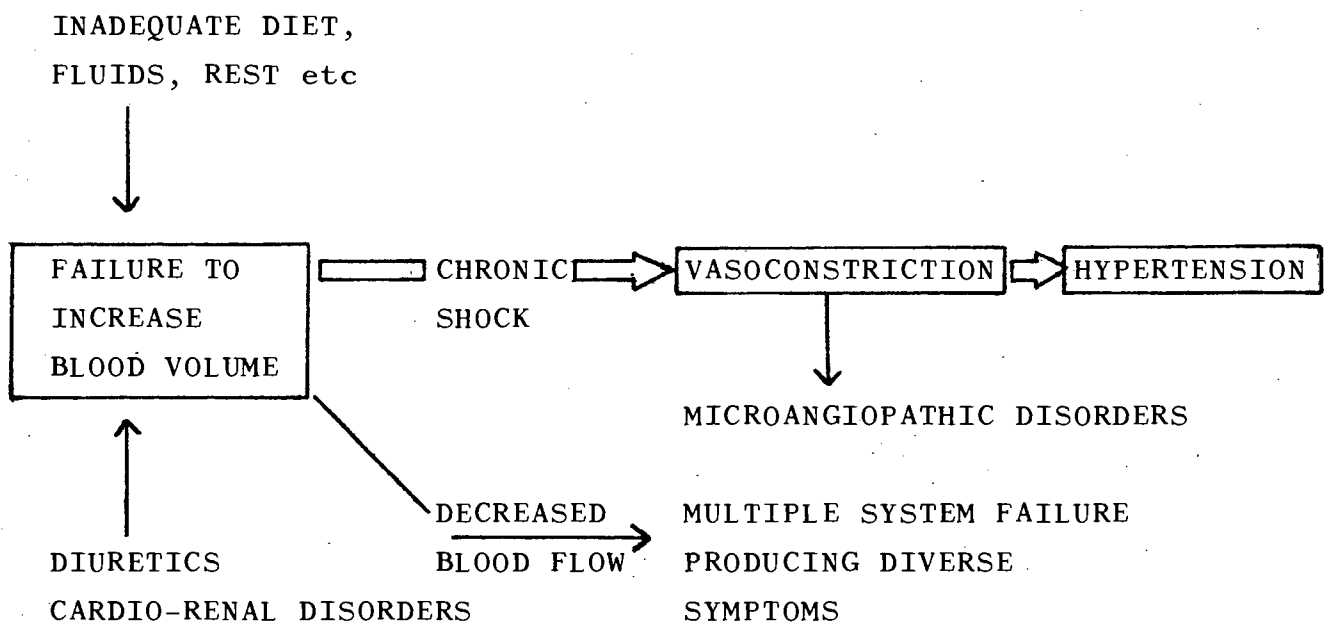 INADEQUATE DIET,
FLUIDS, REST etc
FAILURE TO
INCREASE
BLOOD VOLUME
CHRONIC
SHOCK
VASOCONSTRICTION
HYPERTENSION
MICROANGIOPATHIC DISORDERS
DECREASED
BLOOD FLOW
MULTIPLE SYSTEM FAILURE
PRODUCING DIVERSE
SYMPTOMS
DIURETICS
CARDIO-RENAL DISORDERS